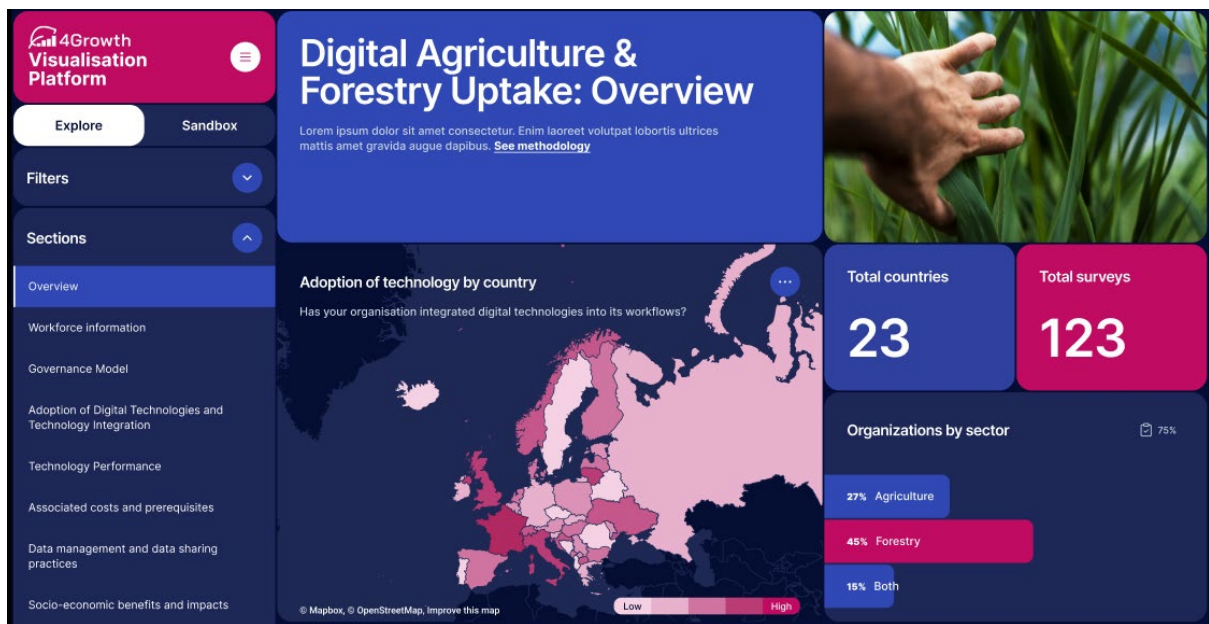 4Growth
Visualisation
Platform
Explore
Sandbox
Filters
Sections
Overview
Workforce information
Governance Model
Adoption of Digital Technologies and
Technology Integration
Technology Performance
Associated costs and prerequisites
Data management and data sharing
practices
Socio-economic benefits and impacts
Digital Agriculture &
Forestry Uptake: Overview
Lorem ipsum dolor sit amet consectetur. Enim laoreet volutpat lobortis ultrices
mattis amet gravida augue dapibus. See methodology
Adoption of technology by country
Has your organisation integrated digital technologies into its workflows?
© Mapbox, © OpenStreetMap, Improve this map
Low
High
Total countries
23
Total surveys
123
Organizations by sector
75%
27% Agriculture
45% Forestry
15% Both